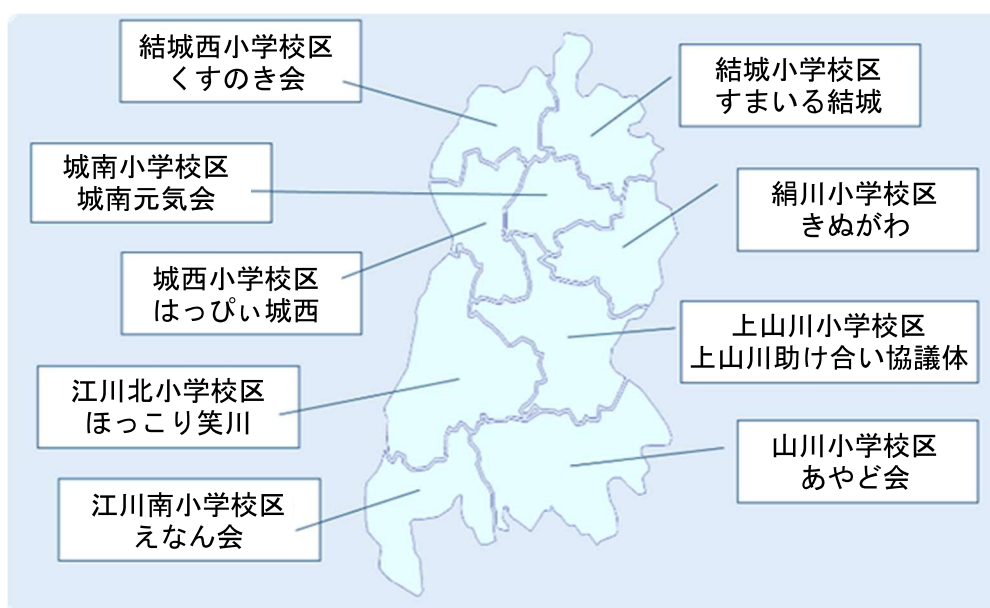 結城西小学校区
くすのき会
結城小学校区
すまいる結城
城南小学校区
城南元気会
絹川小学校区
きぬがわ
城西小学校区
はっぴぃ城西
上山川小学校区
上山川助け合い協議体
江川北小学校区
ほっこり笑川
山川小学校区
あやど会
江川南小学校区
えなん会